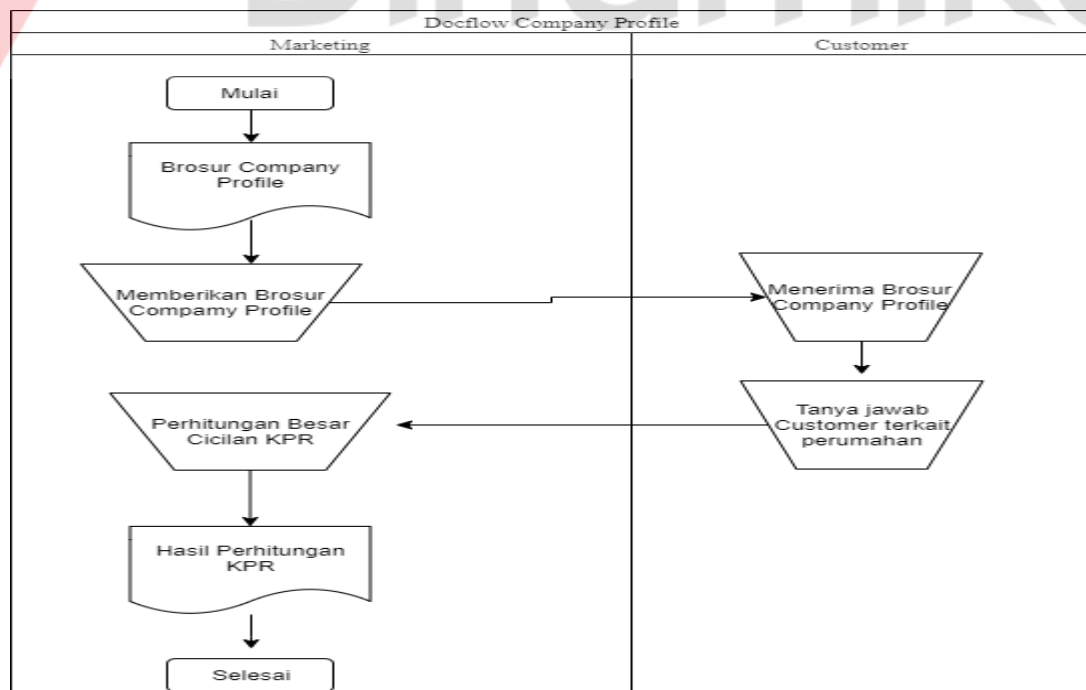 Dinamika
Docflow Company Profile
Marketing
Customer
Mulai
Brosur Company
Profile
Memberikan Brosur
Compamy Profile
Menerima Brosur
Company Profile
Tanya jawab
Customer terkait
perumahan
Perhitungan Besar
Cicilan KPR
Hasil Perhitungan
KPR
Selesai